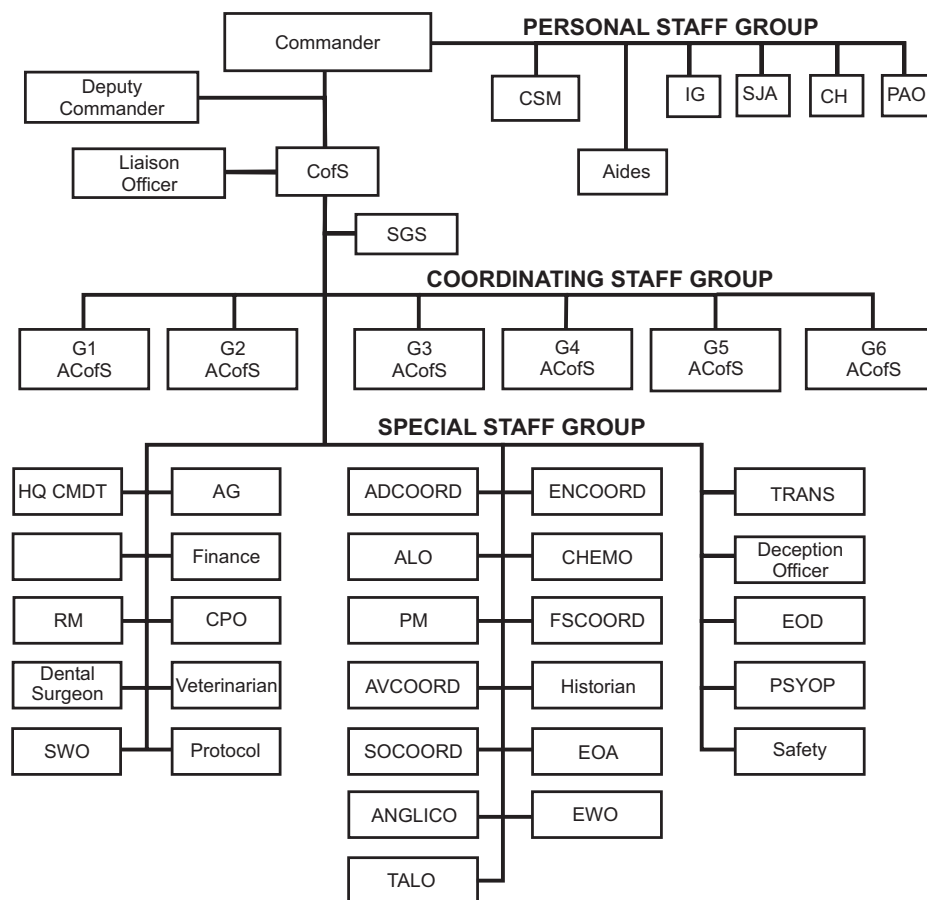 PERSONAL STAFF GROUP
Commander
CSM
IG
SJA
CH
PAO
Aides
Deputy
Commander
Liaison
Officer
CofS
SGS
COORDINATING STAFF GROUP
G1
ACofS
G2
ACofS
G3
ACofS
G4
ACofS
G5
ACofS
G6
ACofS
SPECIAL STAFF GROUP
HQ CMDT
AG
Finance
RM
CPO
Dental
Surgeon
Veterinarian
SWO
Protocol
ADCOORD
ENCOORD
ALO
CHEMO
PM
FSCOORD
AVCOORD
Historian
SOCOORD
EOA
ANGLICO
EWO
TALO
TRANS
Deception
Officer
EOD
PSYOP
Safety